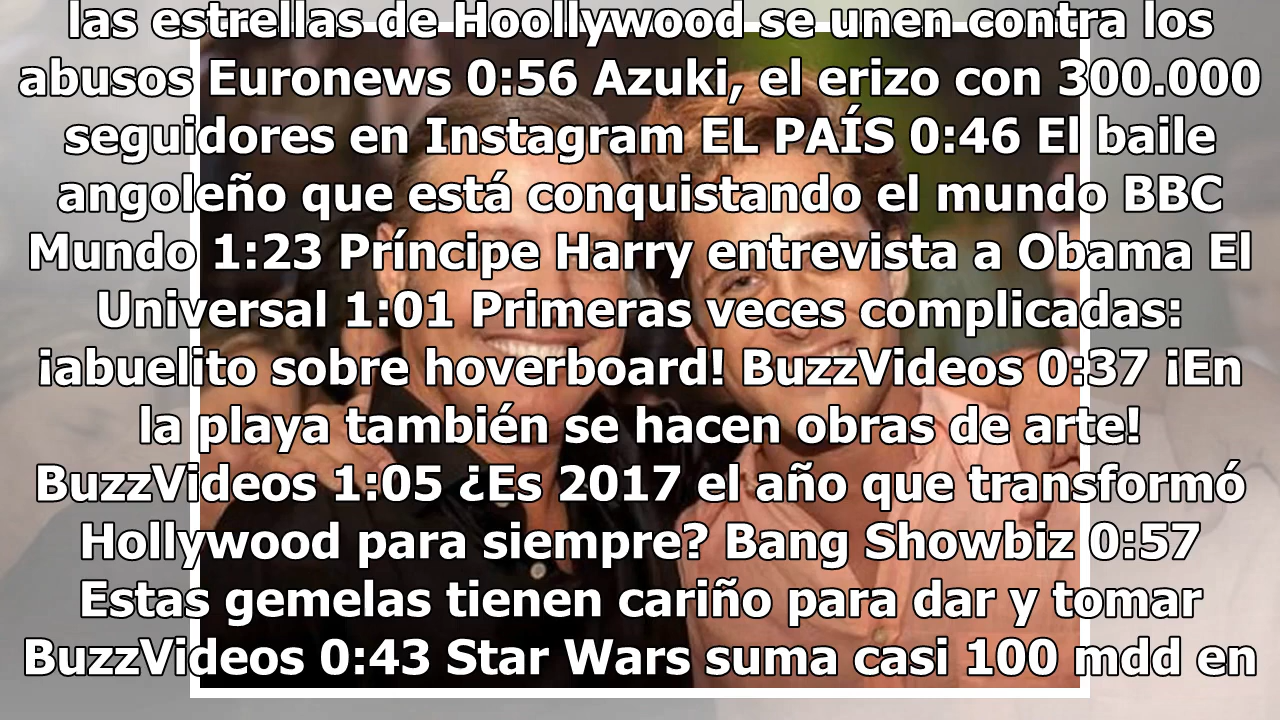 las estrellas de Hoollywood se unen contra los
abusos Euronews 0:56 Azuki, el erizo con 300.000
seguidores en Instagram EL PAÍS 0:46 El baile
angoleño que está conquistando el mundo BBC
Mundo 1:23 Príncipe Harry entrevista a Obama El
Universal 1:01 Primeras veces complicadas:
¡abuelito sobre hoverboard! BuzzVideos 0:37 ¡En
la playa también se hacen obras de arte!
BuzzVideos 1:05 ¿Es 2017 el año que transformó
Hollywood para siempre? Bang Showbiz 0:57
Estas gemelas tienen cariño para dar y tomar
BuzzVideos 0:43 Star Wars suma casi 100 mdd en